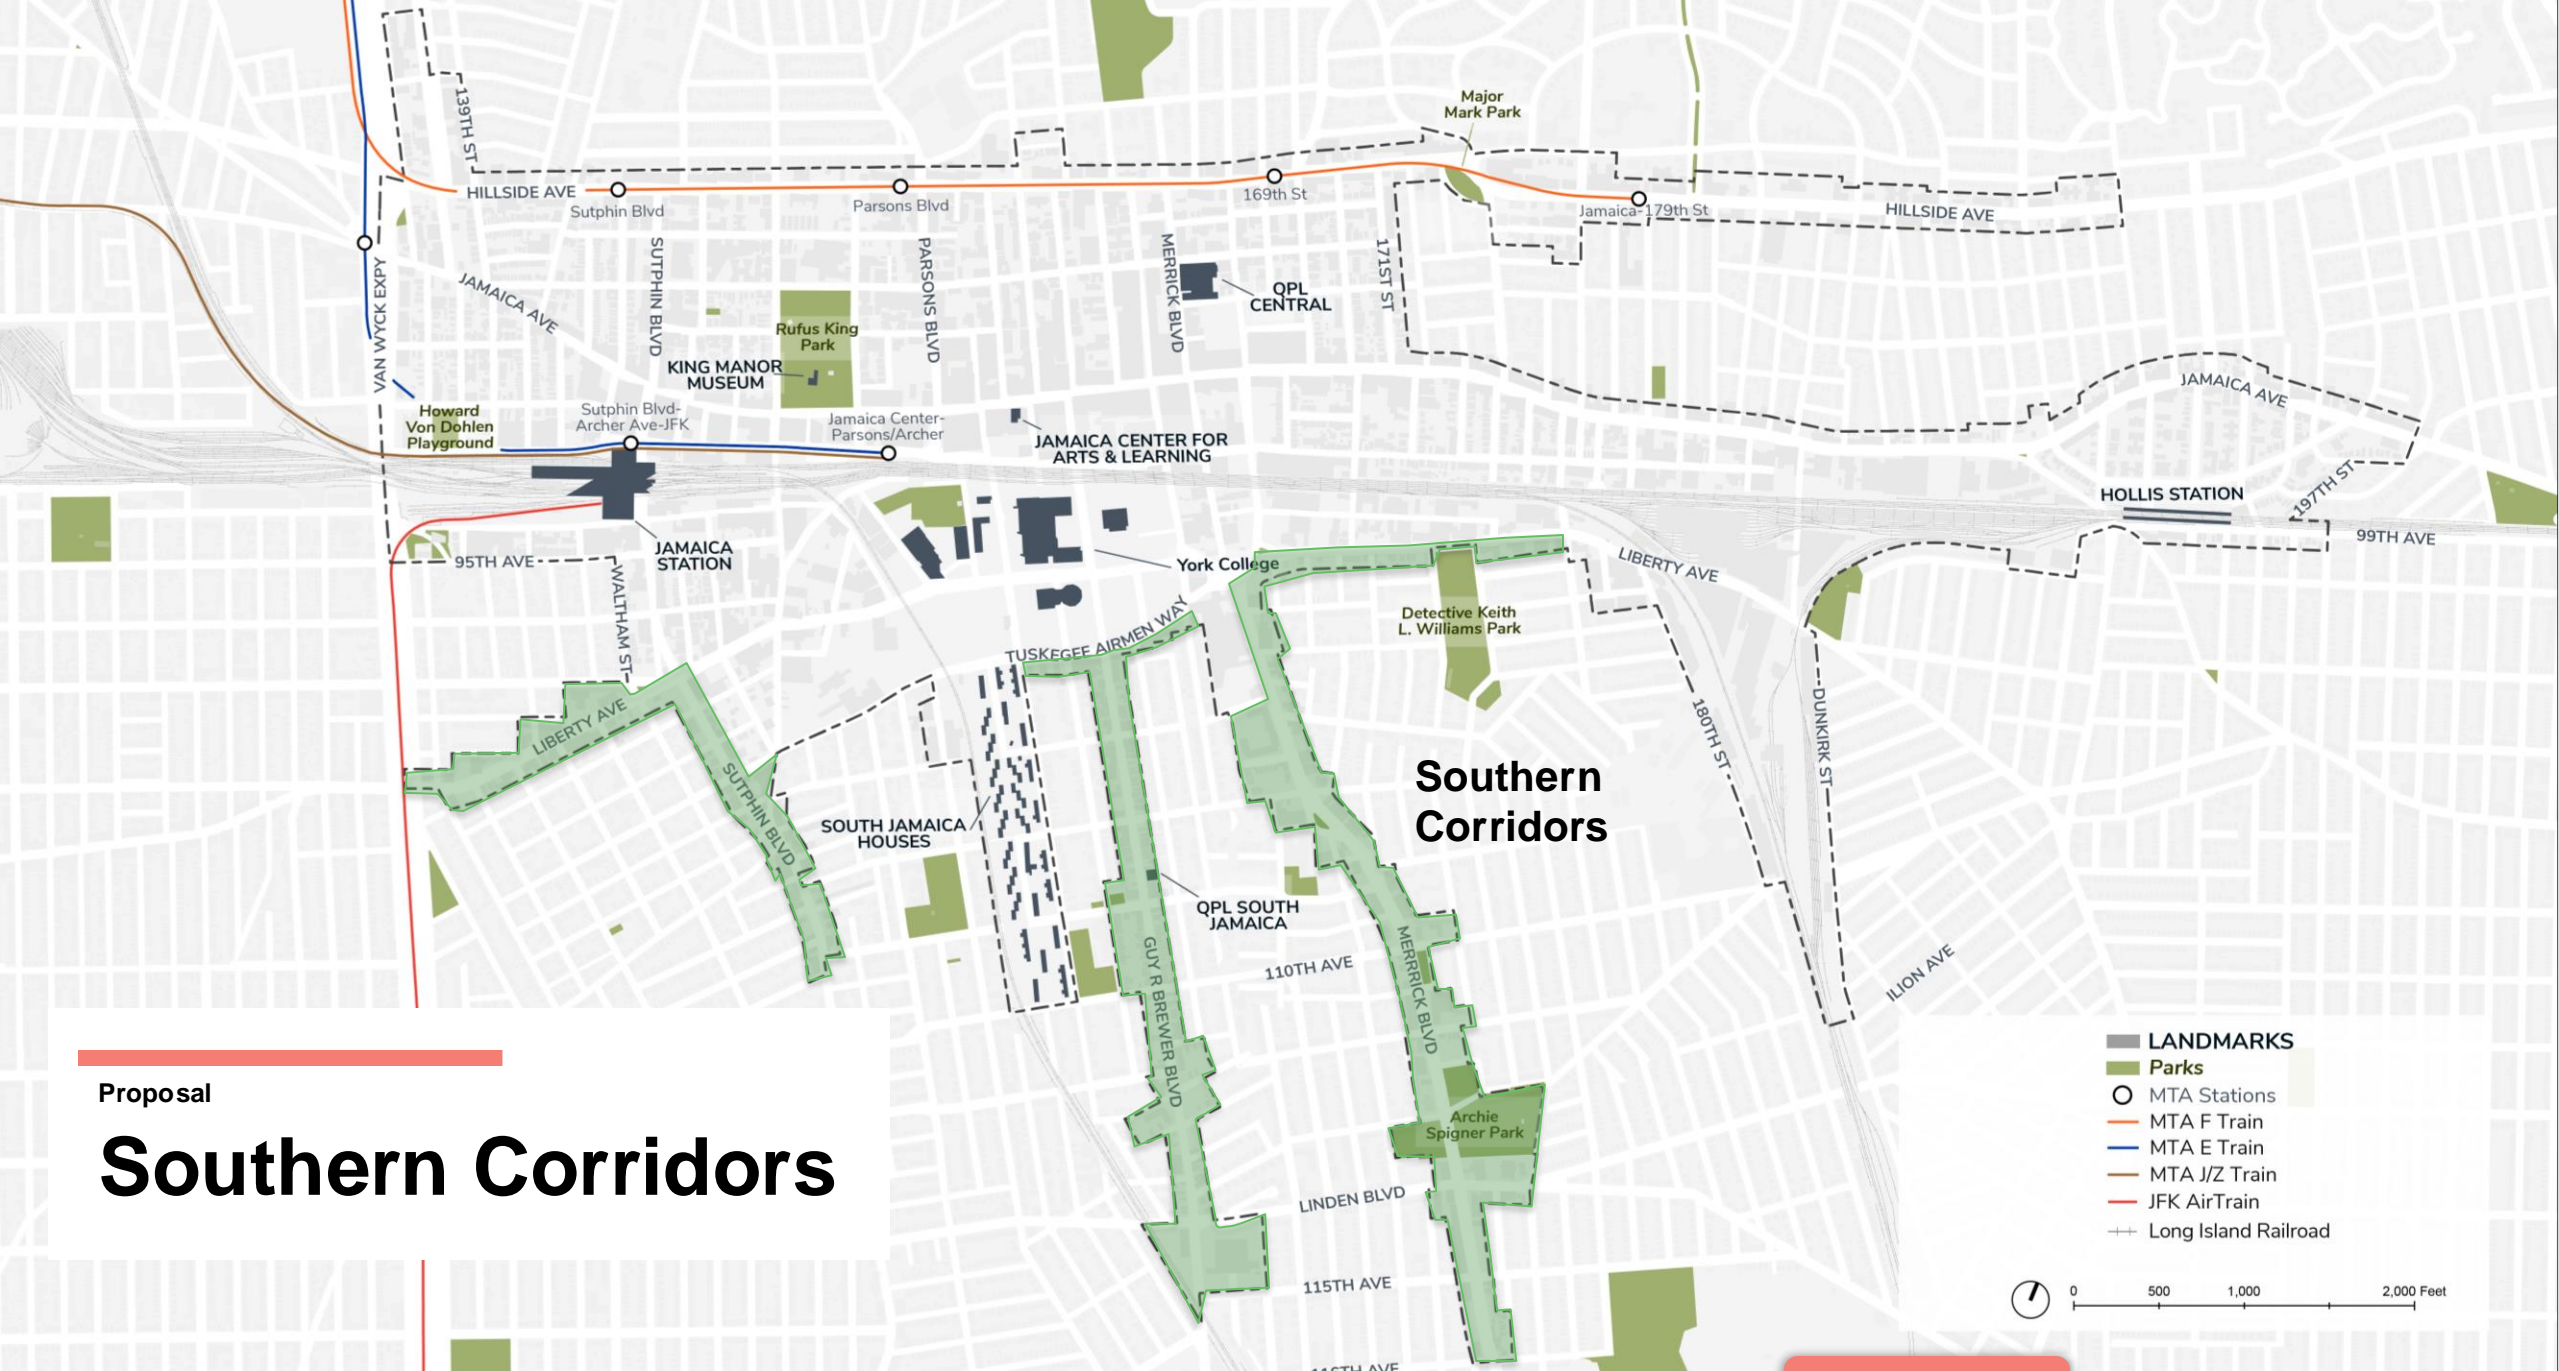 Major
Mark Park
139TH ST
HILLSIDE AVE
Sutphin Blvd
Parsons Blvd
169th St
Jamaica-179th St
HILLSIDE AVE
VAN WYCK EXPY
JAMAICA AVE
SUTPHIN BLVD
PARSONS BLVD
MERRICK BLVD
171ST ST
QPL
CENTRAL
Rufus King
Park
KING MANOR
MUSEUM
JAMAICA AVE
Howard
Von Dohlen
Playground
Sutphin Blvd-
Archer Ave-JFK
Jamaica Center-
Parsons/Archer
JAMAICA CENTER FOR
ARTS & LEARNING
197TH ST
HOLLIS STATION
99TH AVE
JAMAICA
STATION
95TH AVE
WALTHAM ST
York College
LIBERTY AVE
TUSKEGEE AIRMEN WAY
Detective Keith
L. Williams Park
180TH ST
DUNKIRK ST
LIBERTY AVE
SUTPHIN BLVD
SOUTH JAMAICA
HOUSES
Southern
Corridors
QPL SOUTH
JAMAICA
GUY R BREWER BLVD
110TH AVE
MERRRICK BLVD
ILION AVE
Archie
Spigner Park
LINDEN BLVD
115TH AVE
Proposal
Southern Corridors
LANDMARKS
Parks
MTA Stations
MTA F Train
MTA E Train
MTA J/Z Train
JFK AirTrain
Long Island Railroad
0 500 1,000 2,000 Feet